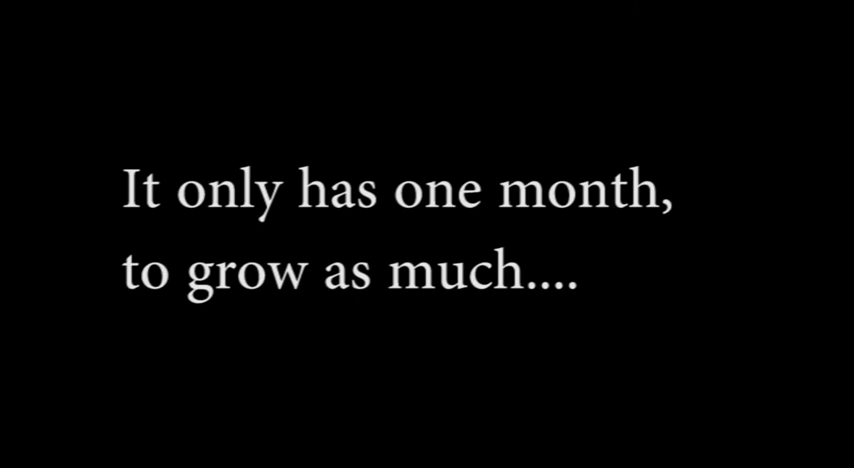 It only has one month,
to grow as much....